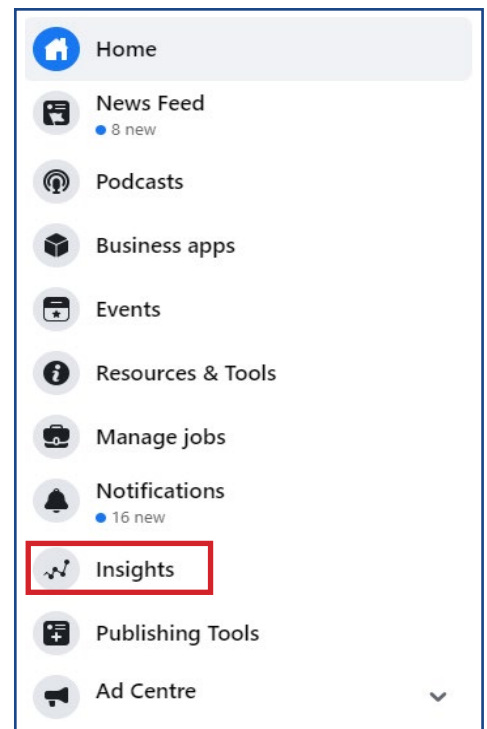 Home
News Feed
8 new
Podcasts
Business apps
Events
Resources & Tools
Manage jobs
Notifications
16 new
Insights
Publishing Tools
Ad Centre